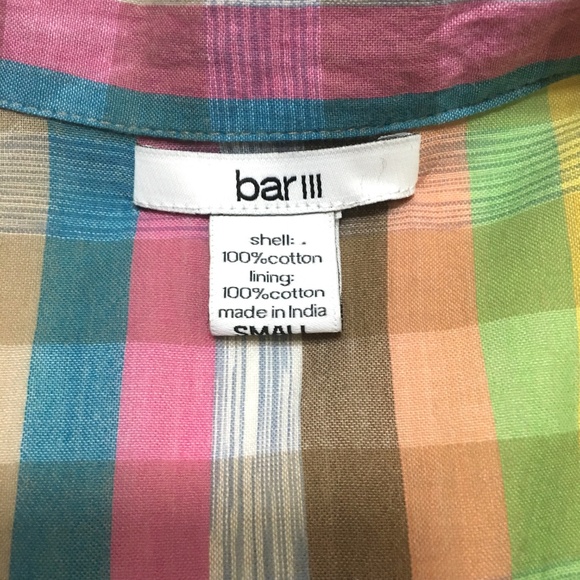 bar III
shell: .
100%cotton
lining:
100%cotton
made in India
SMALL